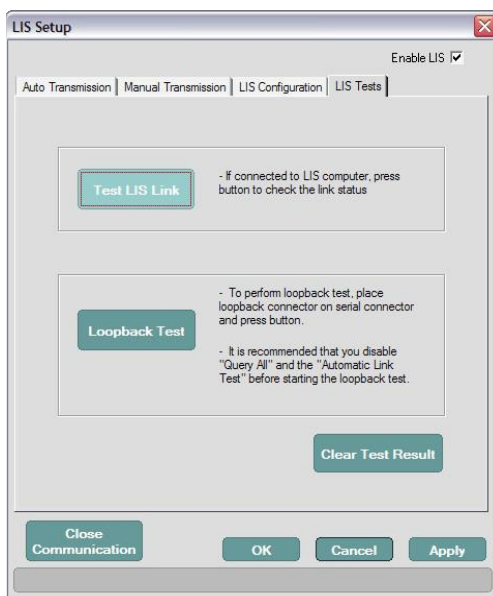 LIS Setup
Enable LIS
Auto Transmission Manual Transmission LIS Configuration LIS Tests
Test LIS Link
- If connected to LIS computer, press
button to check the link status
Loopback Test
- To perform loopback test, place
loopback connector on serial connector
and press button.
- It is recommended that you disable
"Query All" and the "Automatic Link
Test" before starting the loopback test.
Clear Test Result
Close
Communication
OK Cancel Apply